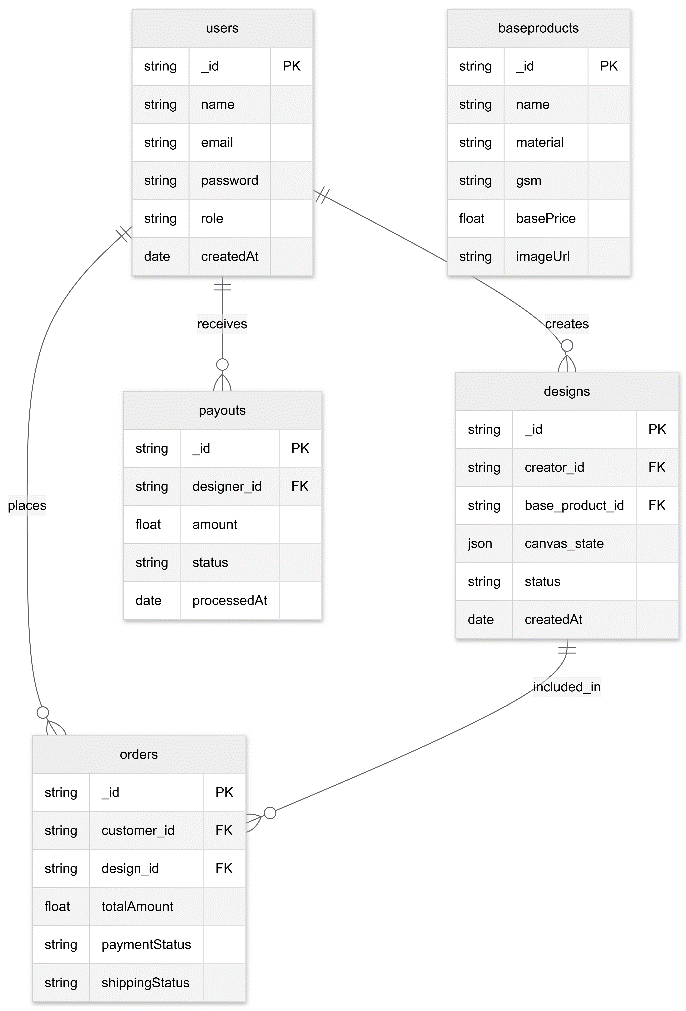 users
string _id PK
string name
string email
string password
string role
date createdAt
baseproducts
string _id PK
string name
string material
string gsm
float basePrice
string imageUrl
receives
creates
payouts
string _id PK
string designer_id FK
float amount
string status
date processedAt
designs
string _id PK
string creator_id FK
string base_product_id FK
json canvas_state
string status
date createdAt
places
included_in
orders
string _id PK
string customer_id FK
string design_id FK
float totalAmount
string paymentStatus
string shippingStatus